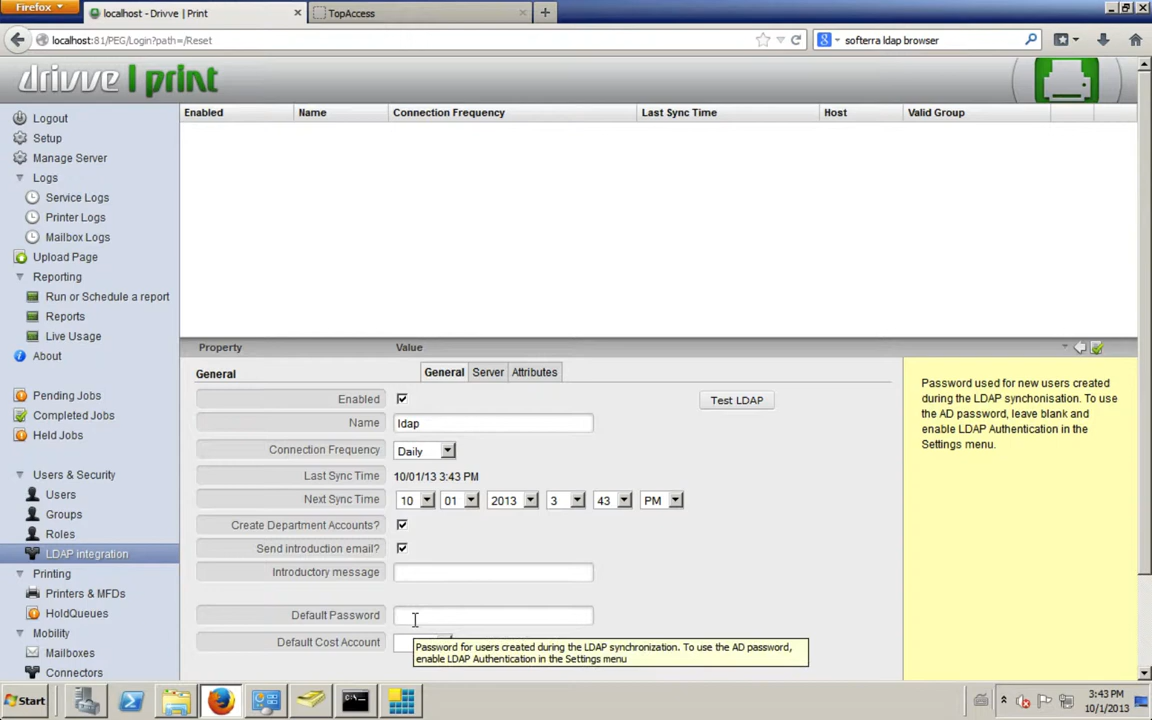 Firefox
localhost - Drivve | Print
TopAccess
localhost:81/PEG/Login?path=/Reset
softerra ldap browser
drivve | print
Enabled Name Connection Frequency Last Sync Time Host Valid Group
Logout
Setup
Manage Server
Logs
Service Logs
Printer Logs
Mailbox Logs
Upload Page
Reporting
Run or Schedule a report
Reports
Live Usage
About
Pending Jobs
Completed Jobs
Held Jobs
Users & Security
Users
Groups
Roles
LDAP integration
Printing
Printers & MFDs
HoldQueues
Mobility
Mailboxes
Connectors
Property Value
General General Server Attributes
Enabled Test LDAP
Name ldap
Connection Frequency Daily
Last Sync Time 10/01/13 3:43 PM
Next Sync Time 10 01 2013 3 43 PM
Create Department Accounts?
Send introduction email?
Introductory message
Default Password
Default Cost Account
Password for users created during the LDAP synchronization. To use the AD password,
enable LDAP Authentication in the Settings menu
Password used for new users created
during the LDAP synchonisation. To use
the AD password, leave blank and
enable LDAP Authentication in the
Settings menu.
Start
3:43 PM
10/1/2013